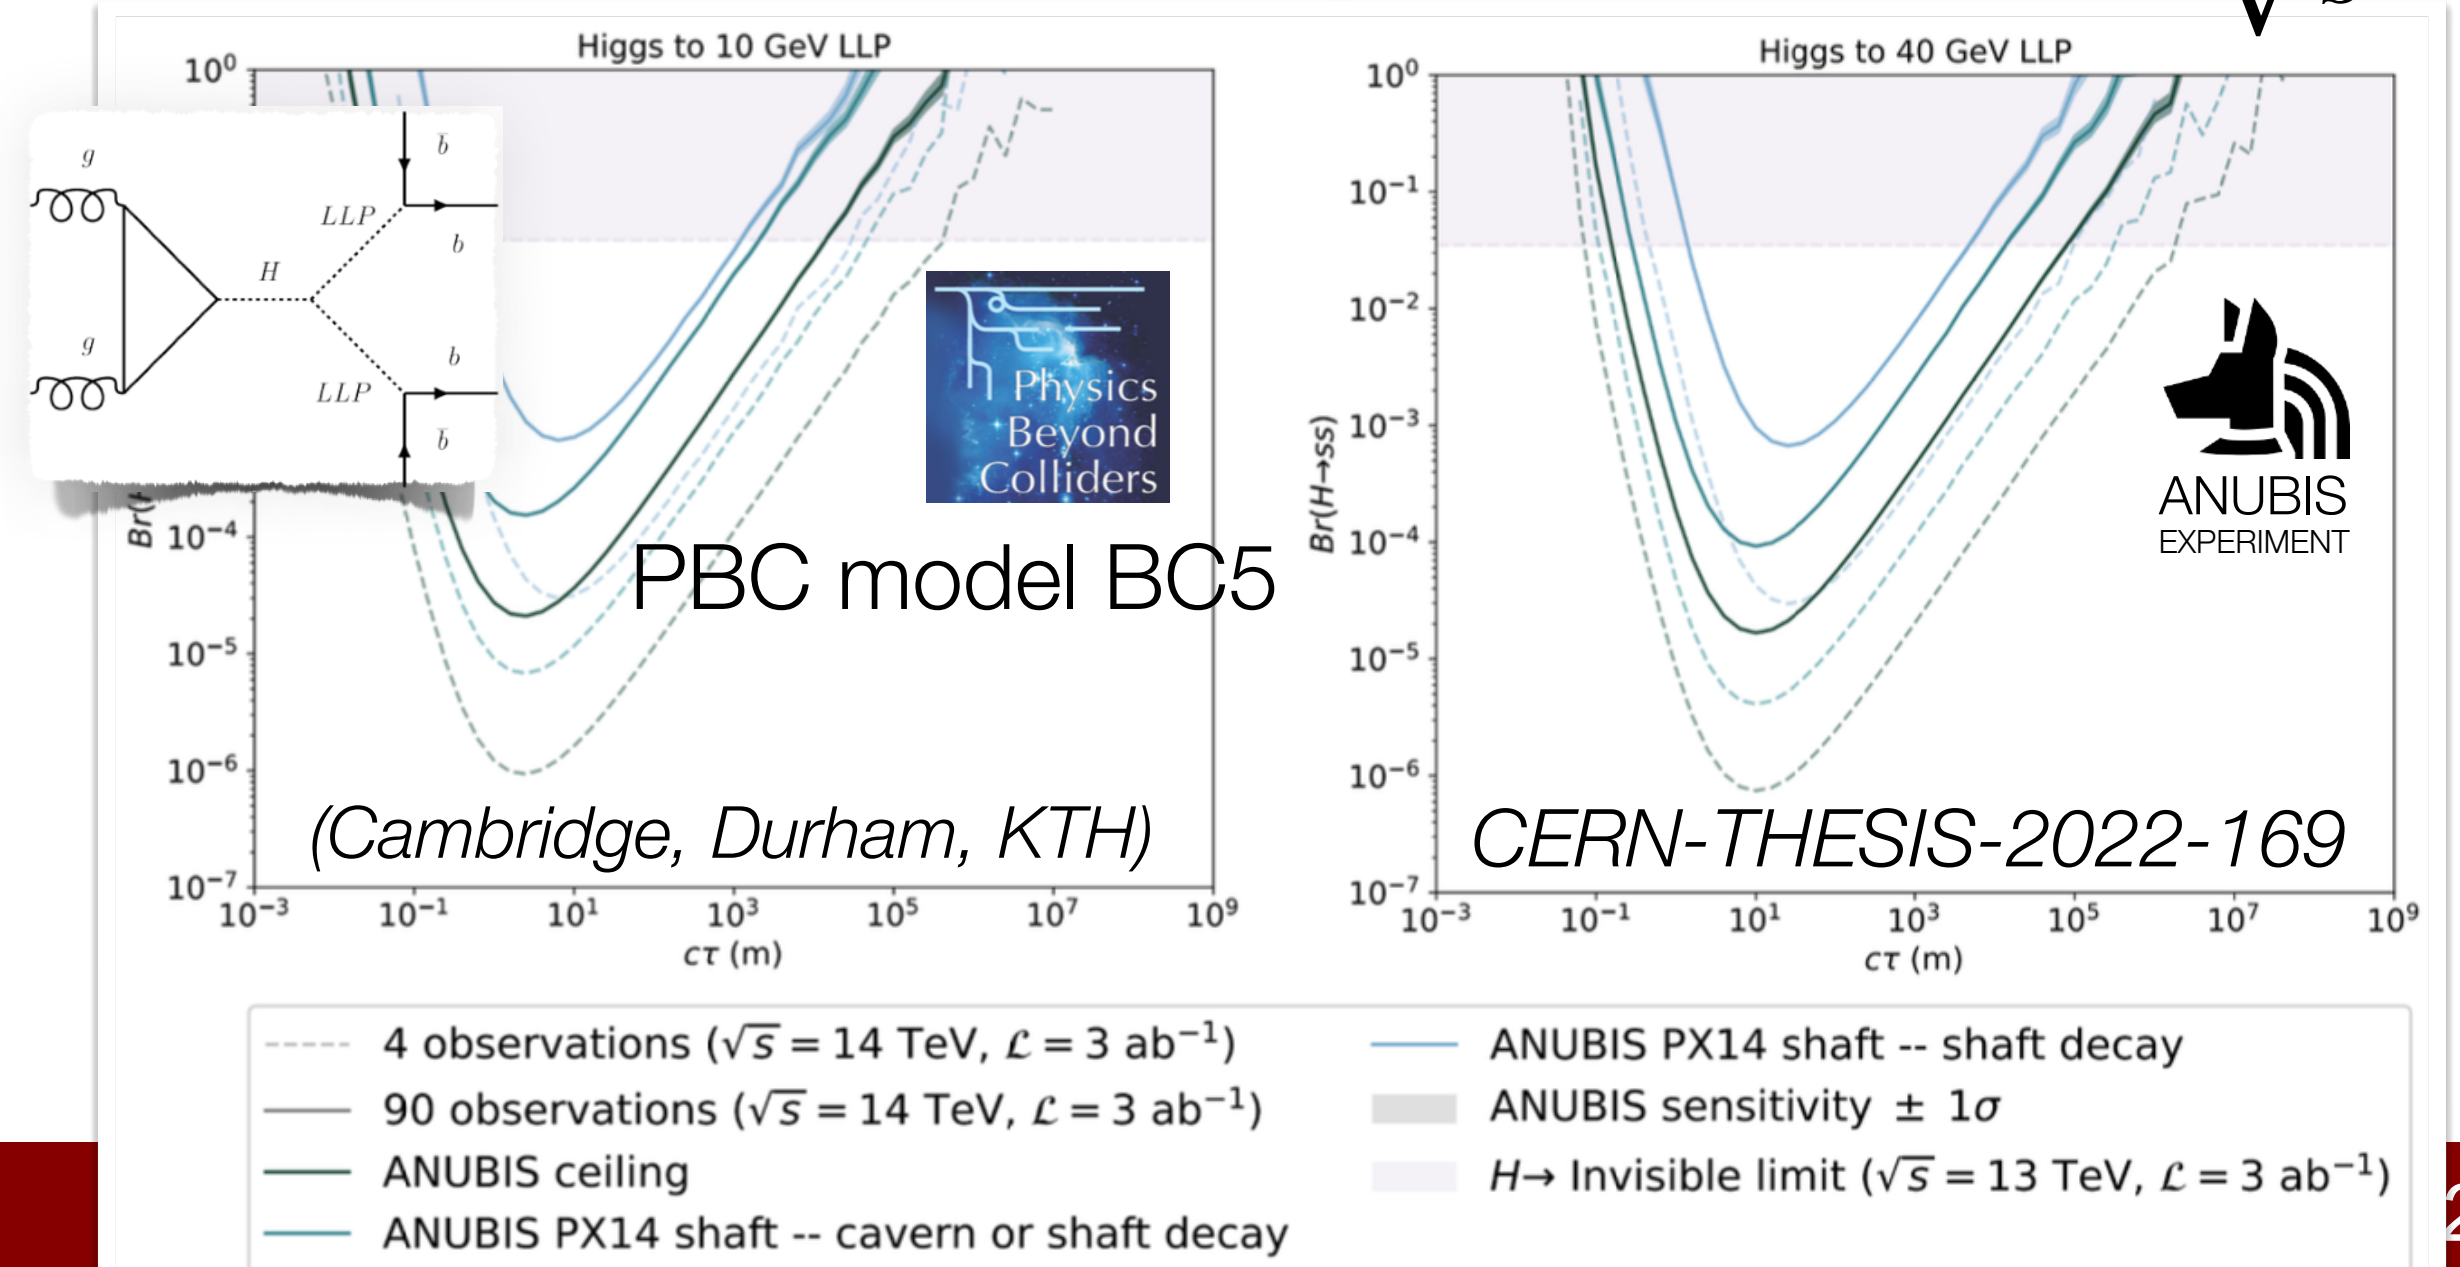 Higgs to 10 GeV LLP
10⁰
10⁻⁴
10⁻⁵
10⁻⁶
10⁻⁷
10⁻³ 10⁻¹ 10¹ 10³ 10⁵ 10⁷ 10⁹
cτ (m)
g
g
H
LLP
LLP
b̄
b
b
b̄
Physics
Beyond
Colliders
PBC model BC5
(Cambridge, Durham, KTH)
Higgs to 40 GeV LLP
Br(H→ss)
10⁰
10⁻¹
10⁻²
10⁻³
10⁻⁴
10⁻⁵
10⁻⁶
10⁻⁷
10⁻³ 10⁻¹ 10¹ 10³ 10⁵ 10⁷ 10⁹
cτ (m)
ANUBIS
EXPERIMENT
CERN-THESIS-2022-169
4 observations (√s = 14 TeV, ℒ = 3 ab⁻¹)
90 observations (√s = 14 TeV, ℒ = 3 ab⁻¹)
ANUBIS ceiling
ANUBIS PX14 shaft -- cavern or shaft decay
ANUBIS PX14 shaft -- shaft decay
ANUBIS sensitivity ± 1σ
H→ Invisible limit (√s = 13 TeV, ℒ = 3 ab⁻¹)